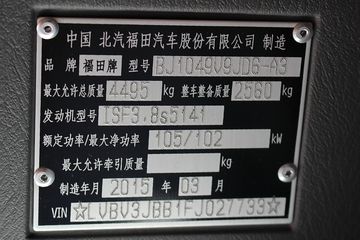 中国 北汽福田汽车股份有限公司 制造
品 牌 福田牌 型号 BJ1049V9JD6-A3
最大允许总质量 4495 kg 整车整备质量 2560 kg
发动机型号 ISF3.8s5141
额定功率/最大净功率 105/102 kW
最大允许牵引质量 kg
制造年月 2015 年 03 月
VIN ☆LVBV3JBB1FJ027733☆